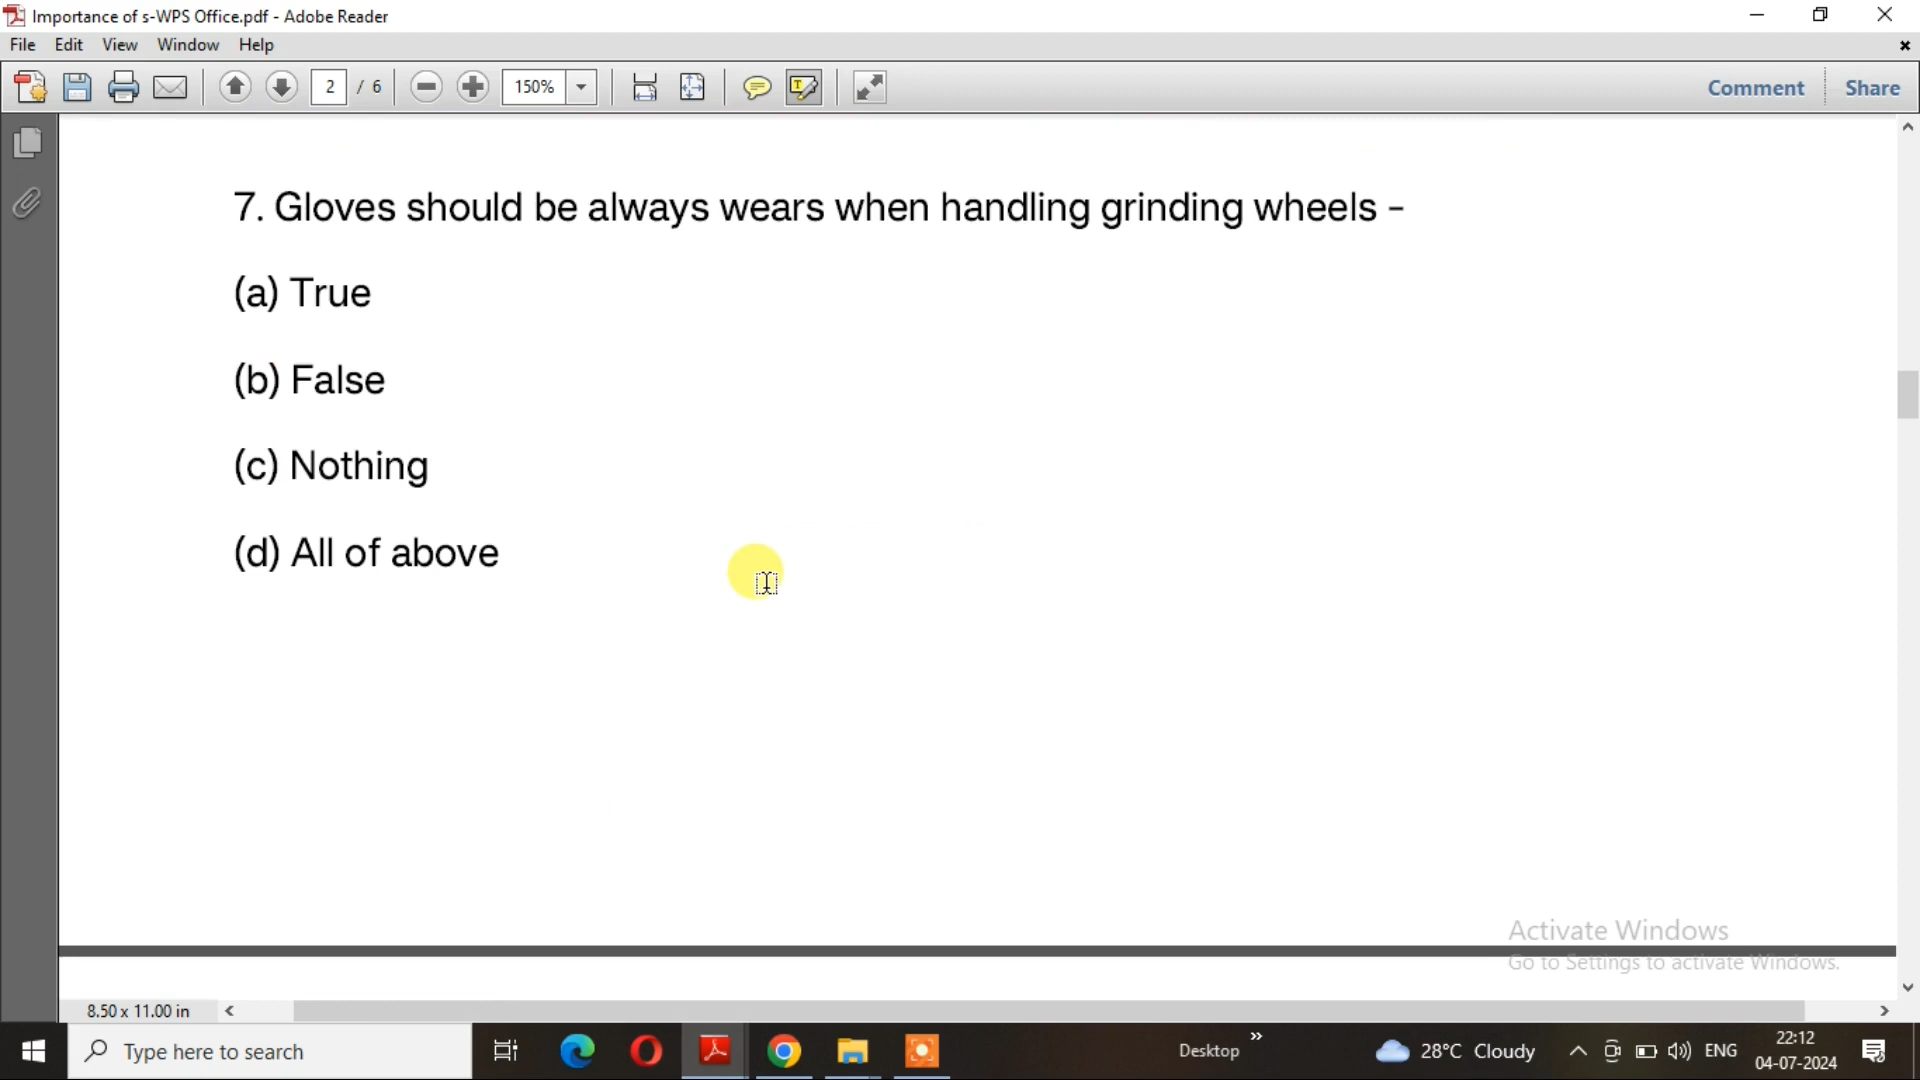 Importance of s-WPS Office.pdf - Adobe Reader
File Edit View Window Help
2 / 6 150% Comment Share
7. Gloves should be always wears when handling grinding wheels -
(a) True
(b) False
(c) Nothing
(d) All of above
Activate Windows
Go to Settings to activate Windows.
8.50 x 11.00 in
Type here to search Desktop 28°C Cloudy ENG 22:12
04-07-2024